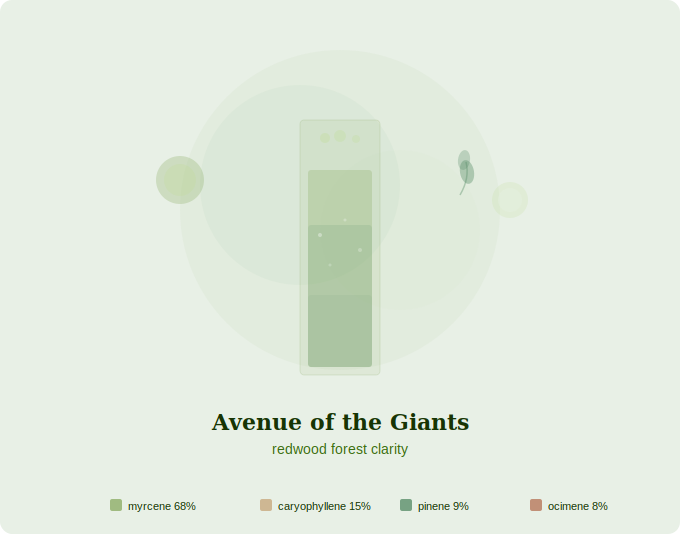 Avenue of the Giants
redwood forest clarity
myrcene 68% caryophyllene 15% pinene 9% ocimene 8%